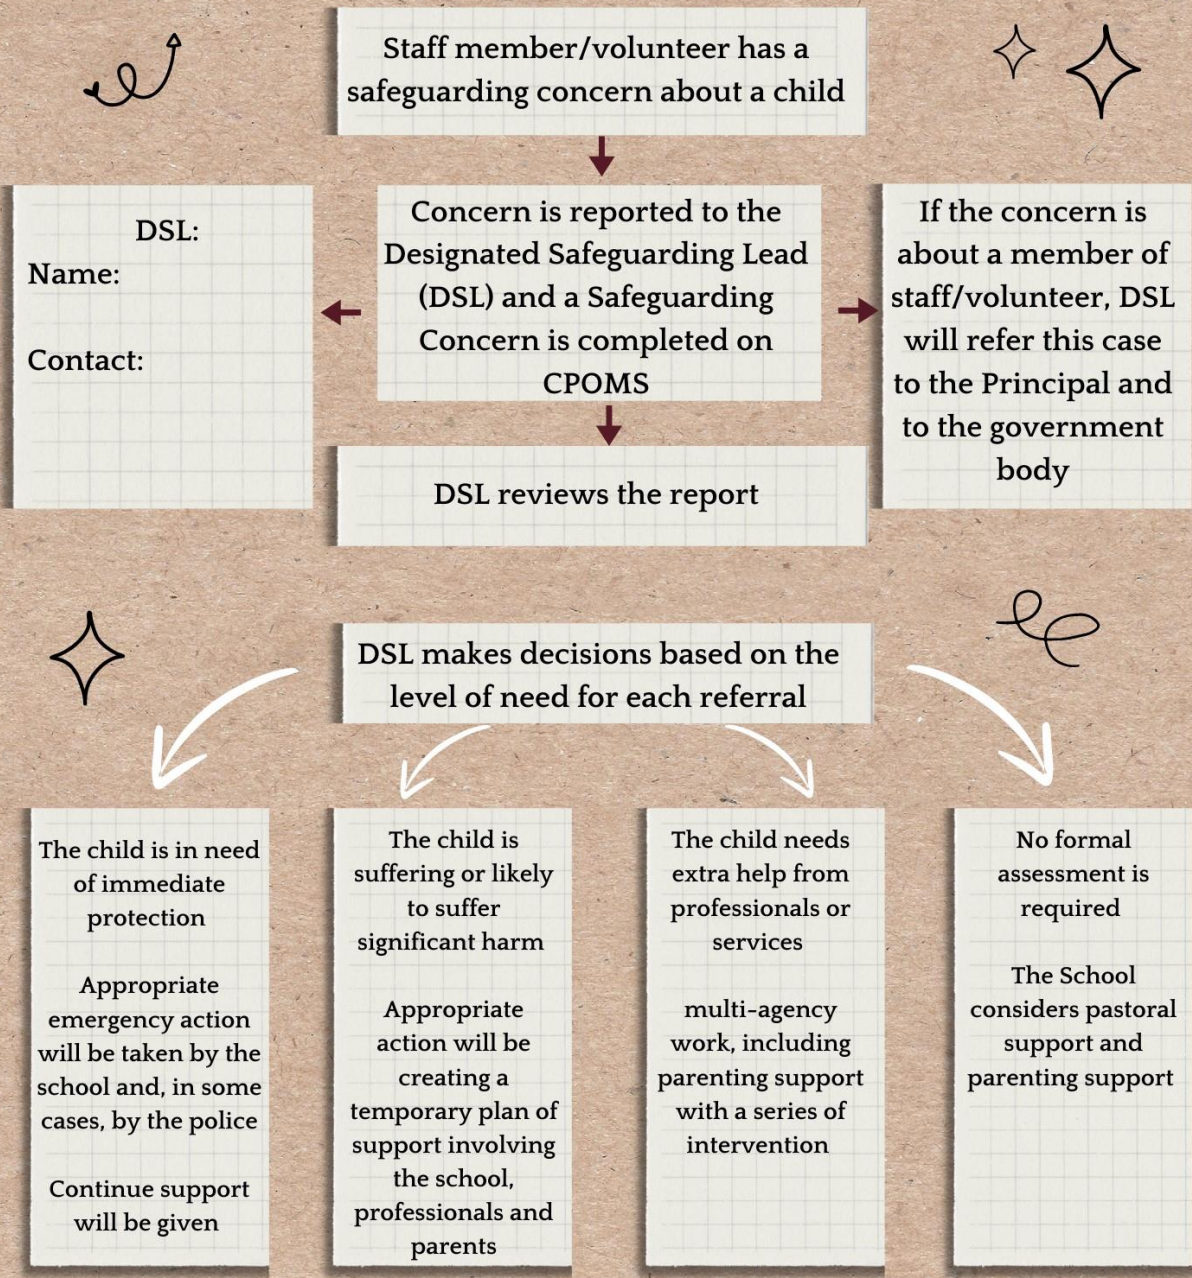 Staff member/volunteer has a
safeguarding concern about a child
DSL:
Name:
Contact:
Concern is reported to the
Designated Safeguarding Lead
(DSL) and a Safeguarding
Concern is completed on
CPOMS
If the concern is
about a member of
staff/volunteer, DSL
will refer this case
to the Principal and
to the government
body
DSL reviews the report
DSL makes decisions based on the
level of need for each referral
The child is in need
of immediate
protection
Appropriate
emergency action
will be taken by the
school and, in some
cases, by the police
Continue support
will be given
The child is
suffering or likely
to suffer
significant harm
Appropriate
action will be
creating a
temporary plan of
support involving
the school,
professionals and
parents
The child needs
extra help from
professionals or
services
multi-agency
work, including
parenting support
with a series of
intervention
No formal
assessment is
required
The School
considers pastoral
support and
parenting support